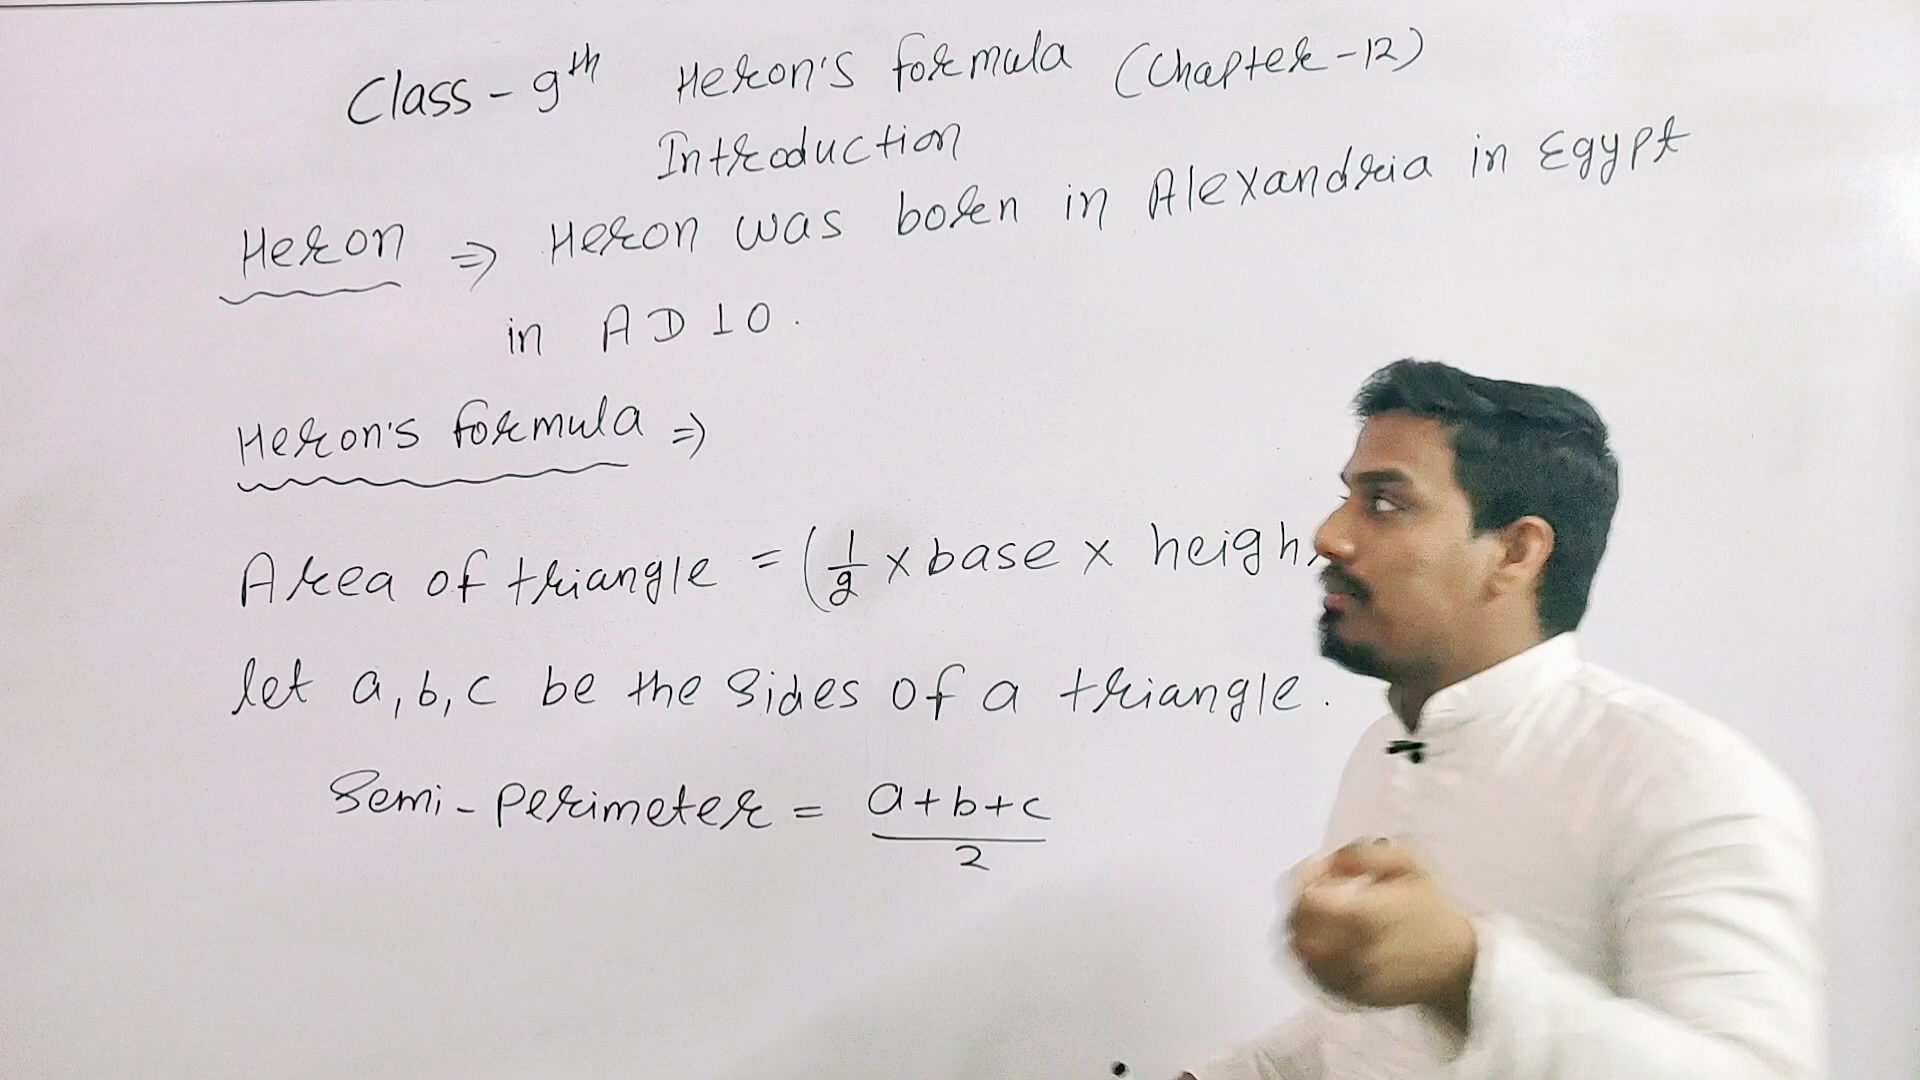 Class - 9th Heron's formula (Chapter-12)
Introduction
Heron ⇒ Heron was born in Alexandria in Egypt
in AD 10.
Heron's formula ⇒
Area of triangle = (1/2 × base × heigh
let a, b, c be the sides of a triangle.
Semi-perimeter = a+b+c/2